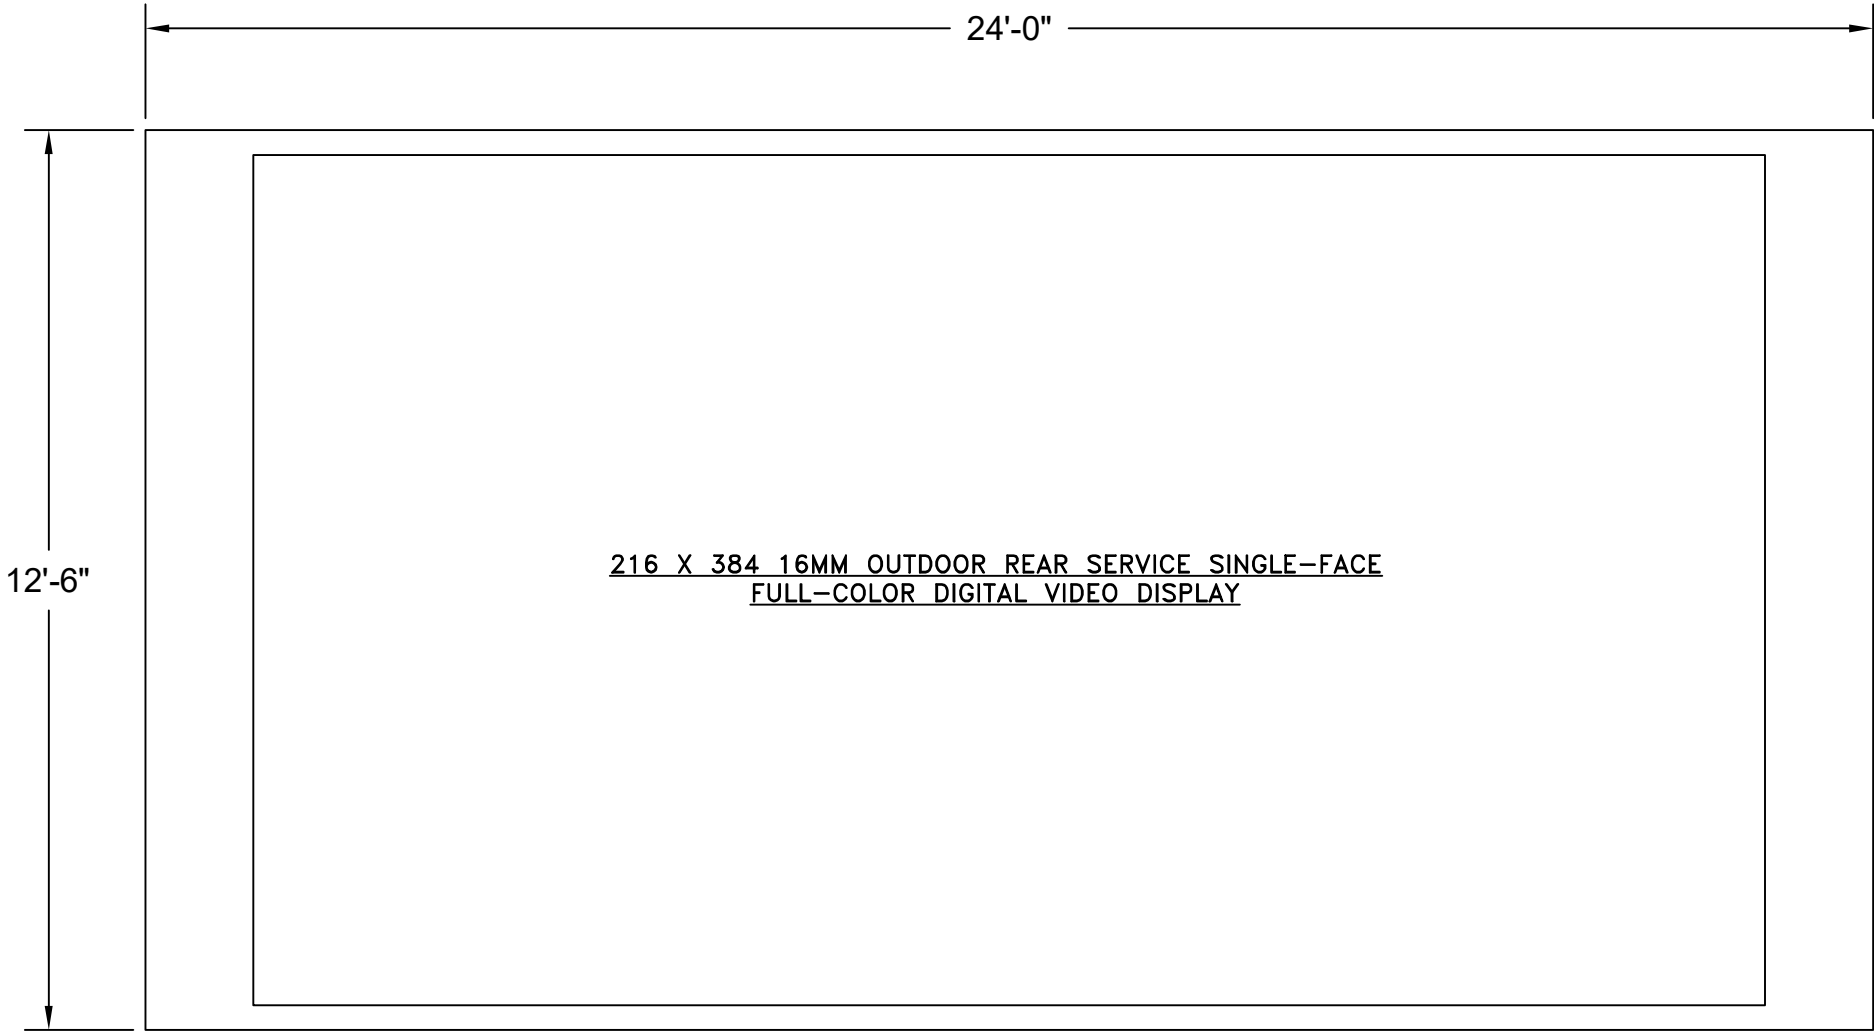 24'-0"
12'-6"
216 X 384 16MM OUTDOOR REAR SERVICE SINGLE-FACE
FULL-COLOR DIGITAL VIDEO DISPLAY